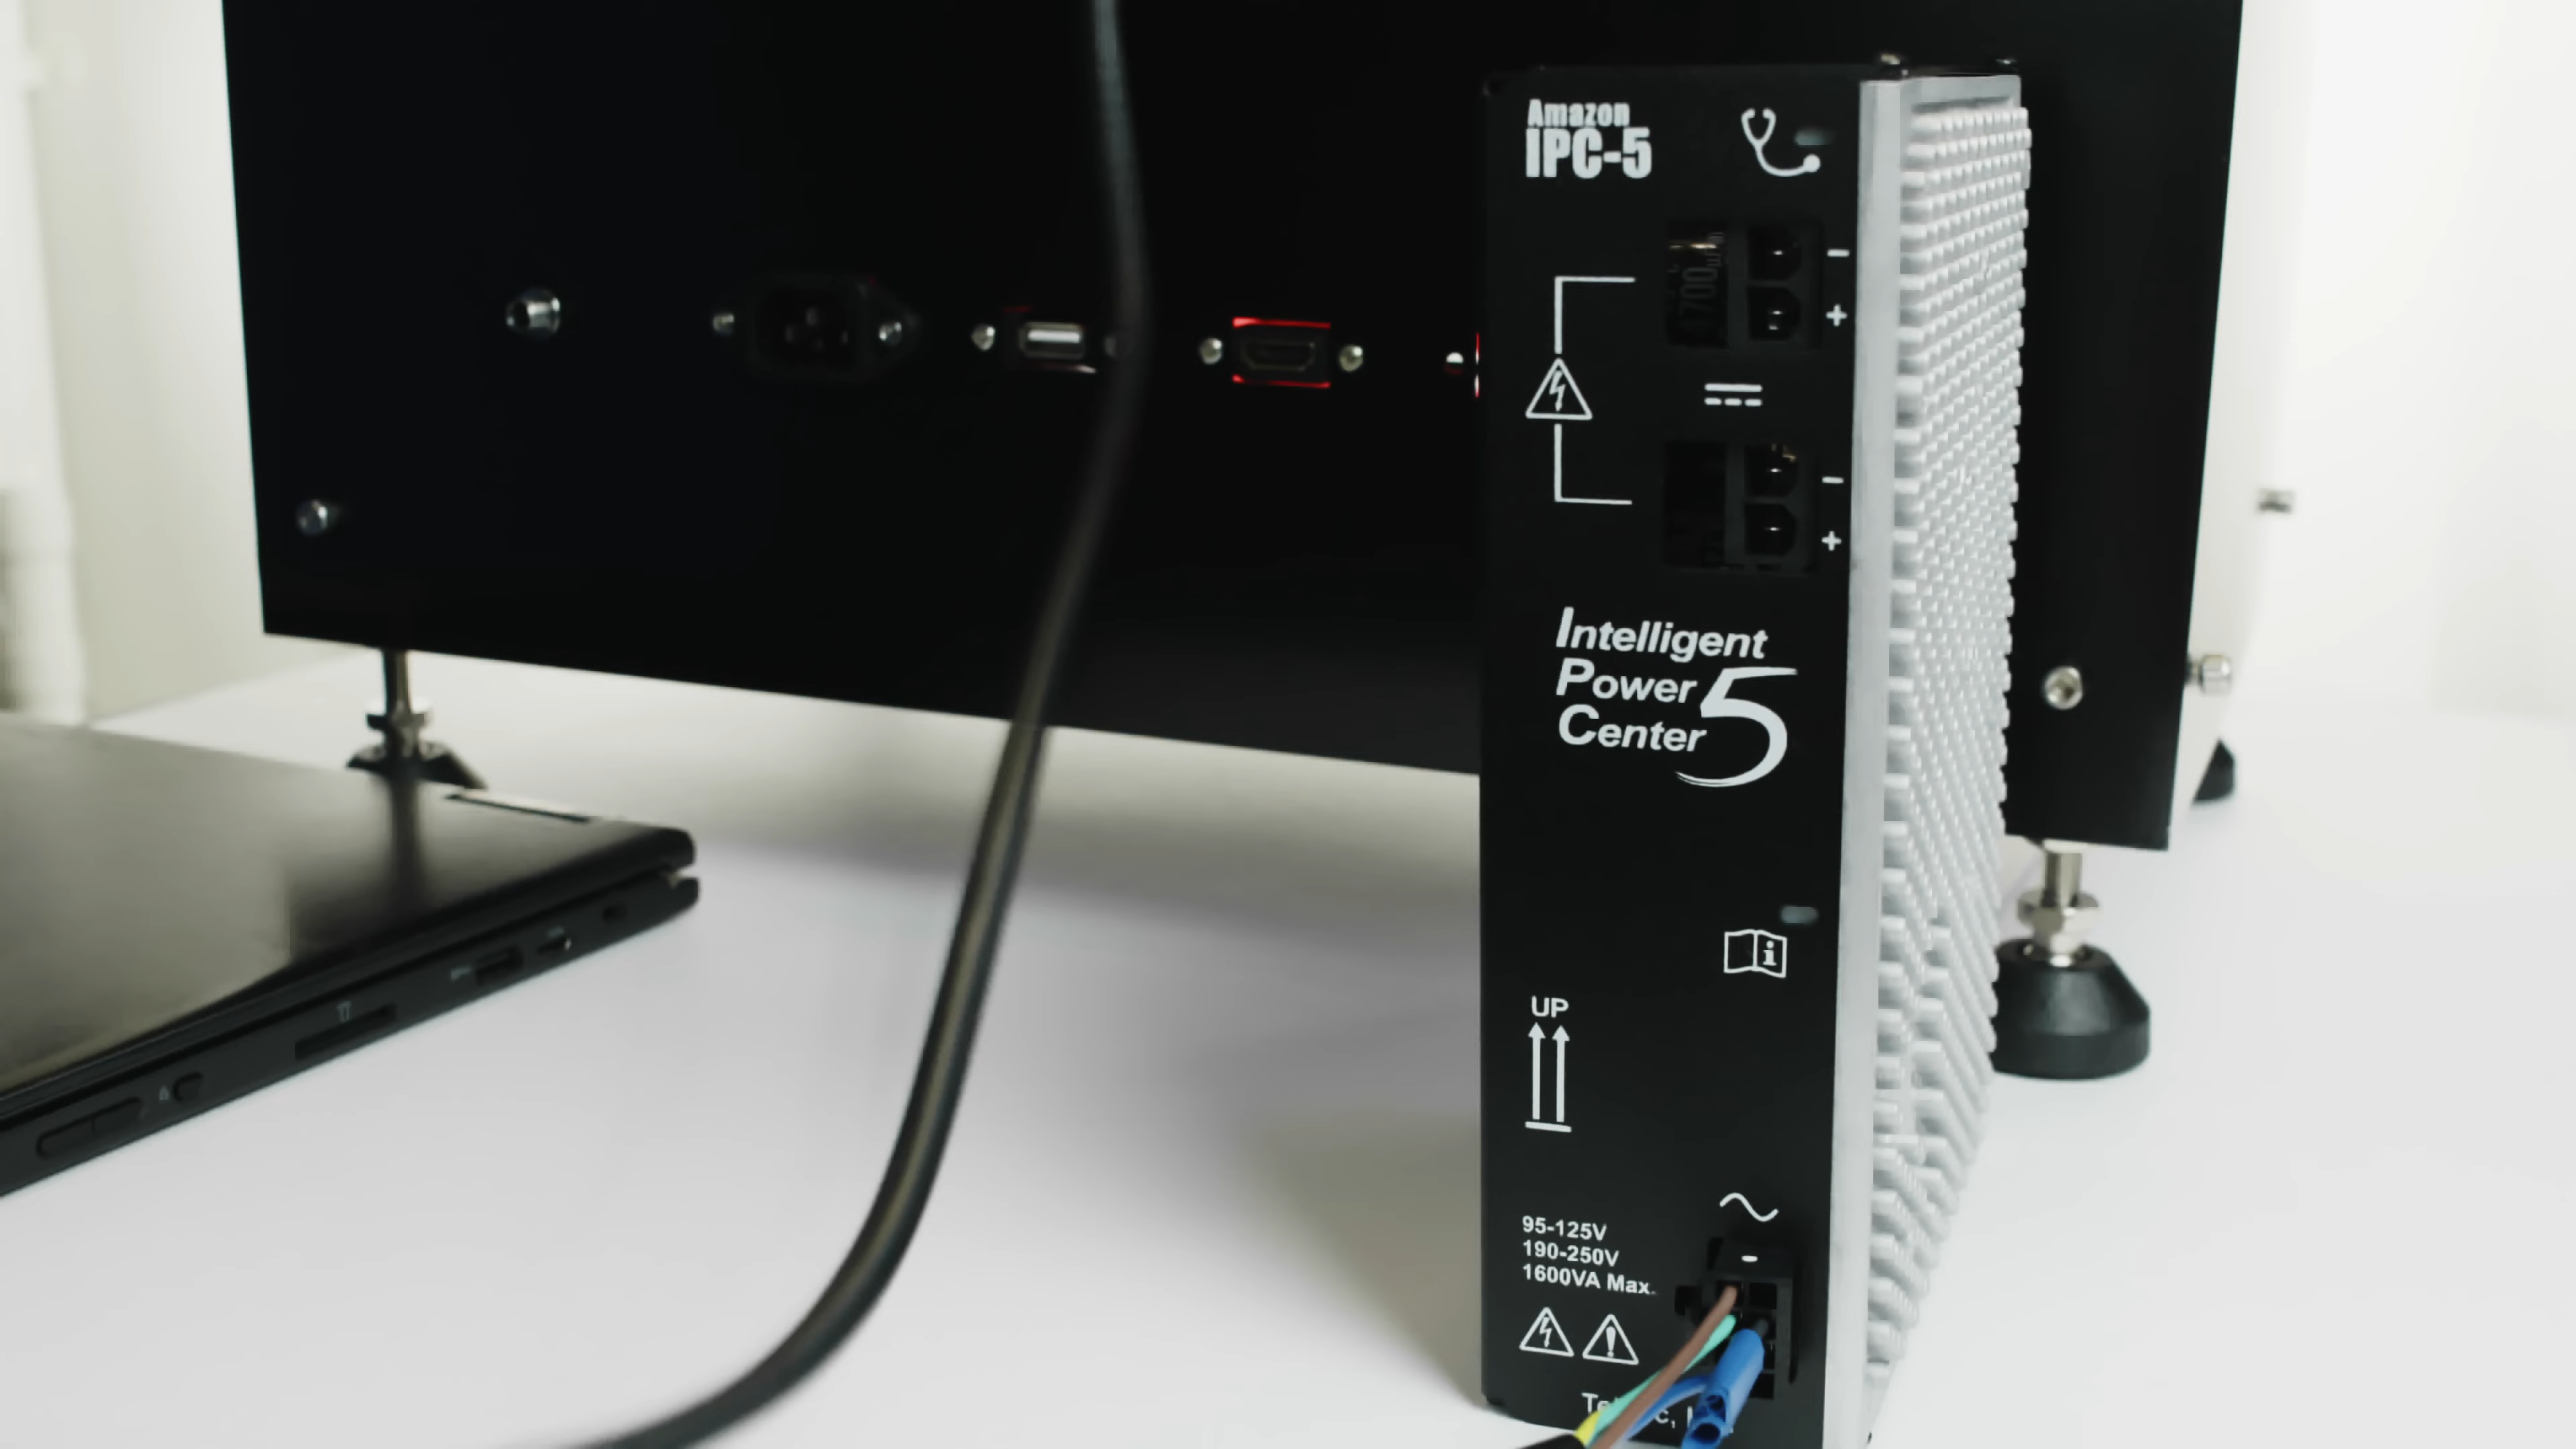 Amazon
IPC-5
-
+
-
+
Intelligent
Power
Center 5
UP
95-125V
190-250V
1600VA Max.